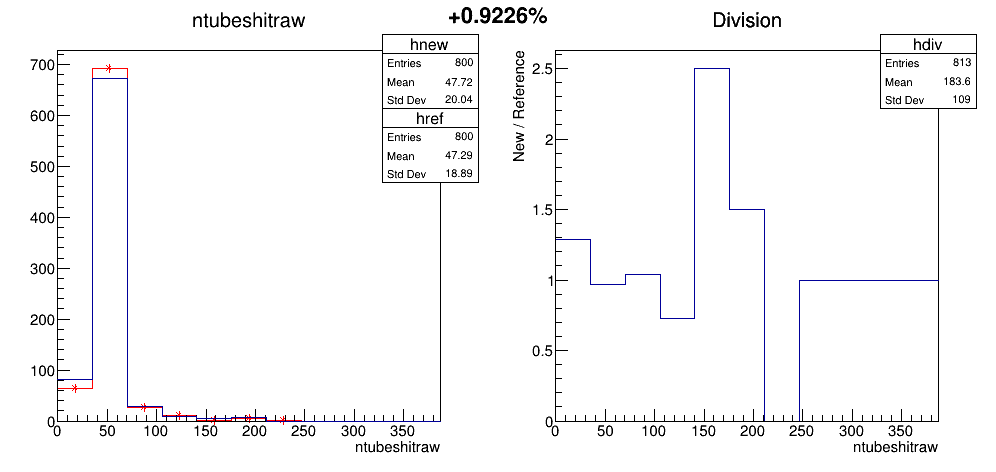 +0.9226%
ntubeshitraw
hnew
Entries 800
Mean 47.72
Std Dev 20.04
href
Entries 800
Mean 47.29
Std Dev 18.89
700
600
500
400
300
200
100
0
0 50 100 150 200 250 300 350
ntubeshitraw
Division
hdiv
Entries 813
Mean 183.6
Std Dev 109
New / Reference
2.5
2
1.5
1
0.5
0
0 50 100 150 200 250 300 350
ntubeshitraw